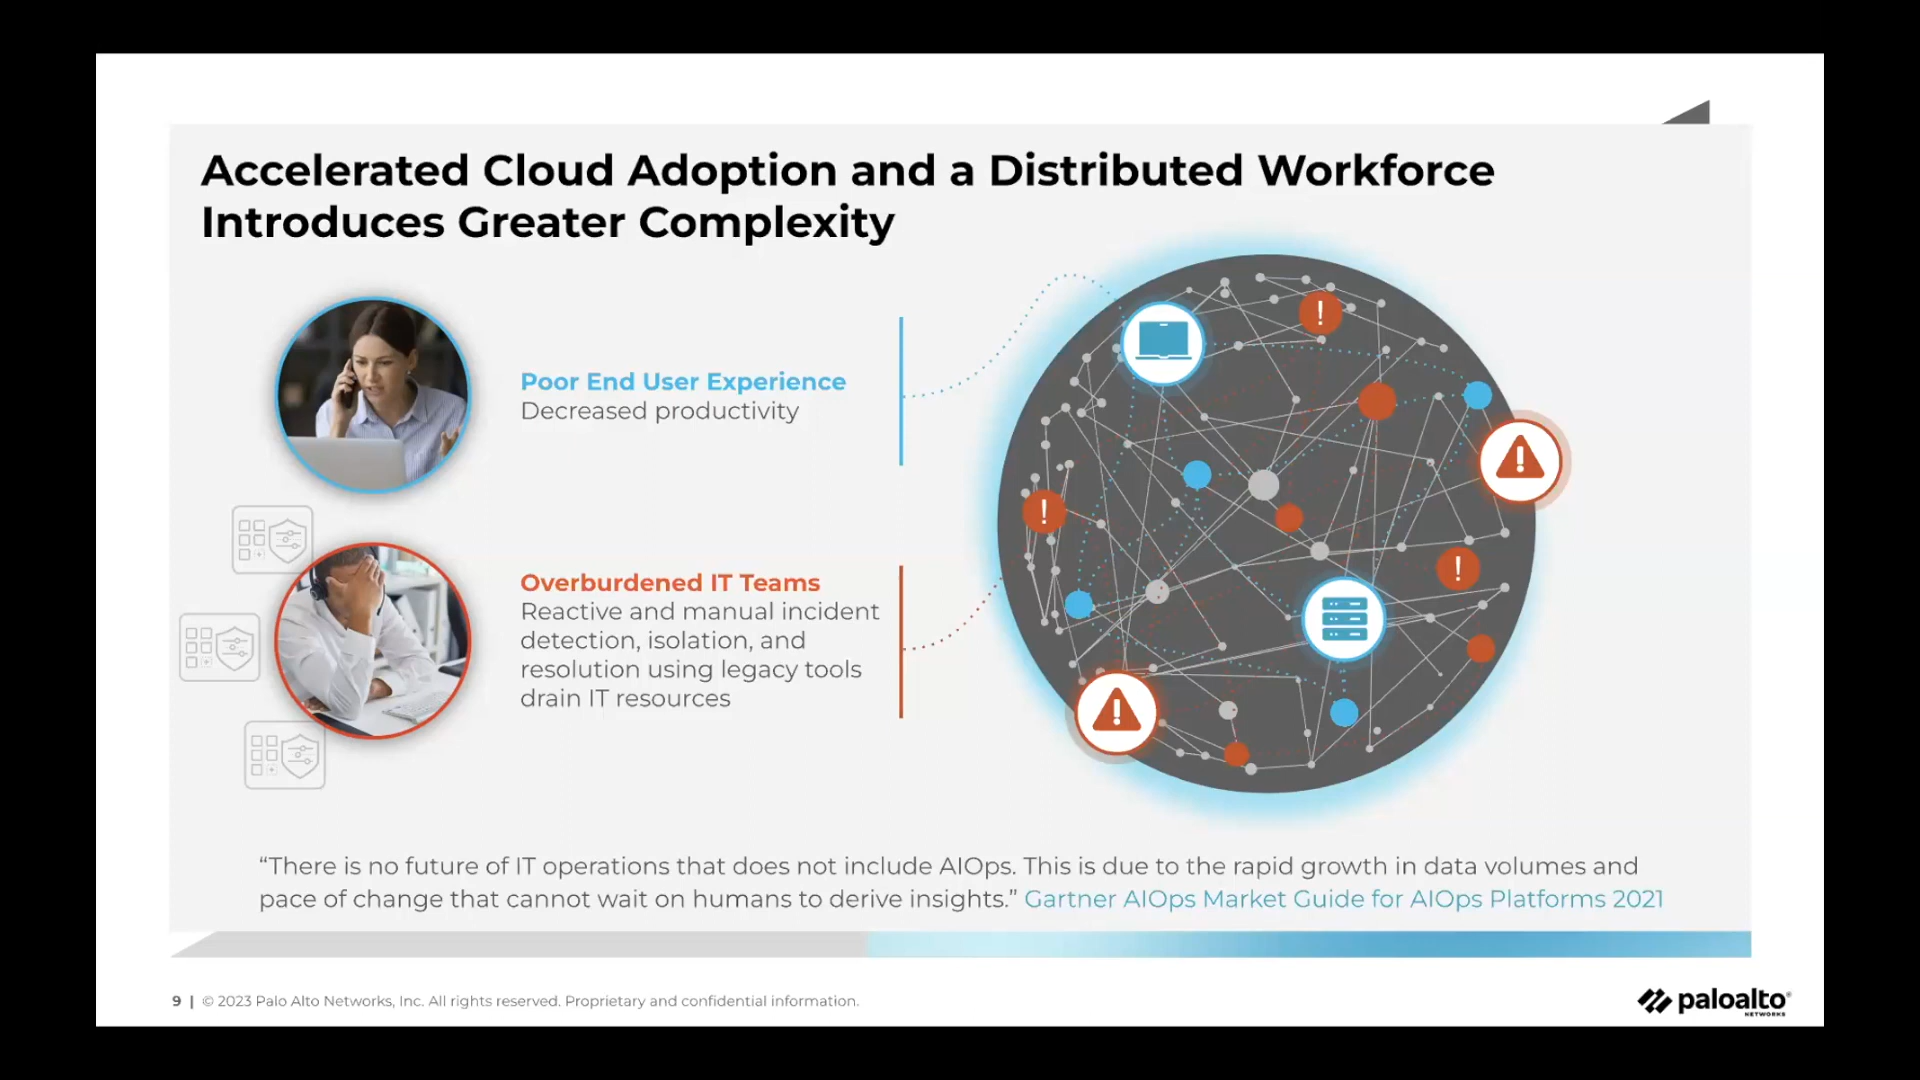 Accelerated Cloud Adoption and a Distributed Workforce
Introduces Greater Complexity
Poor End User Experience
Decreased productivity
Overburdened IT Teams
Reactive and manual incident
detection, isolation, and
resolution using legacy tools
drain IT resources
“There is no future of IT operations that does not include AIOps. This is due to the rapid growth in data volumes and
pace of change that cannot wait on humans to derive insights.” Gartner AIOps Market Guide for AIOps Platforms 2021
9 | © 2023 Palo Alto Networks, Inc. All rights reserved. Proprietary and confidential information.
paloalto®
NETWORKS